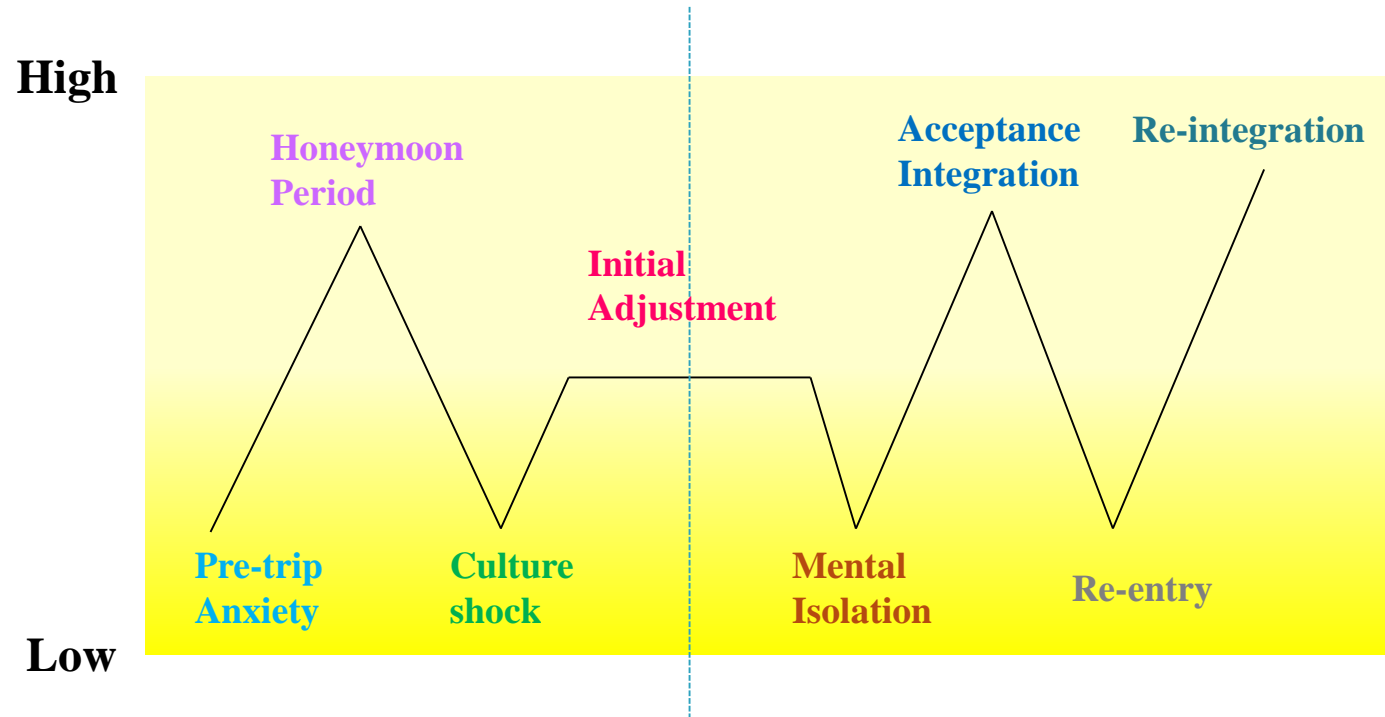 High
Honeymoon
Period
Initial
Adjustment
Acceptance
Integration
Re-integration
Pre-trip
Anxiety
Culture
shock
Mental
Isolation
Re-entry
Low